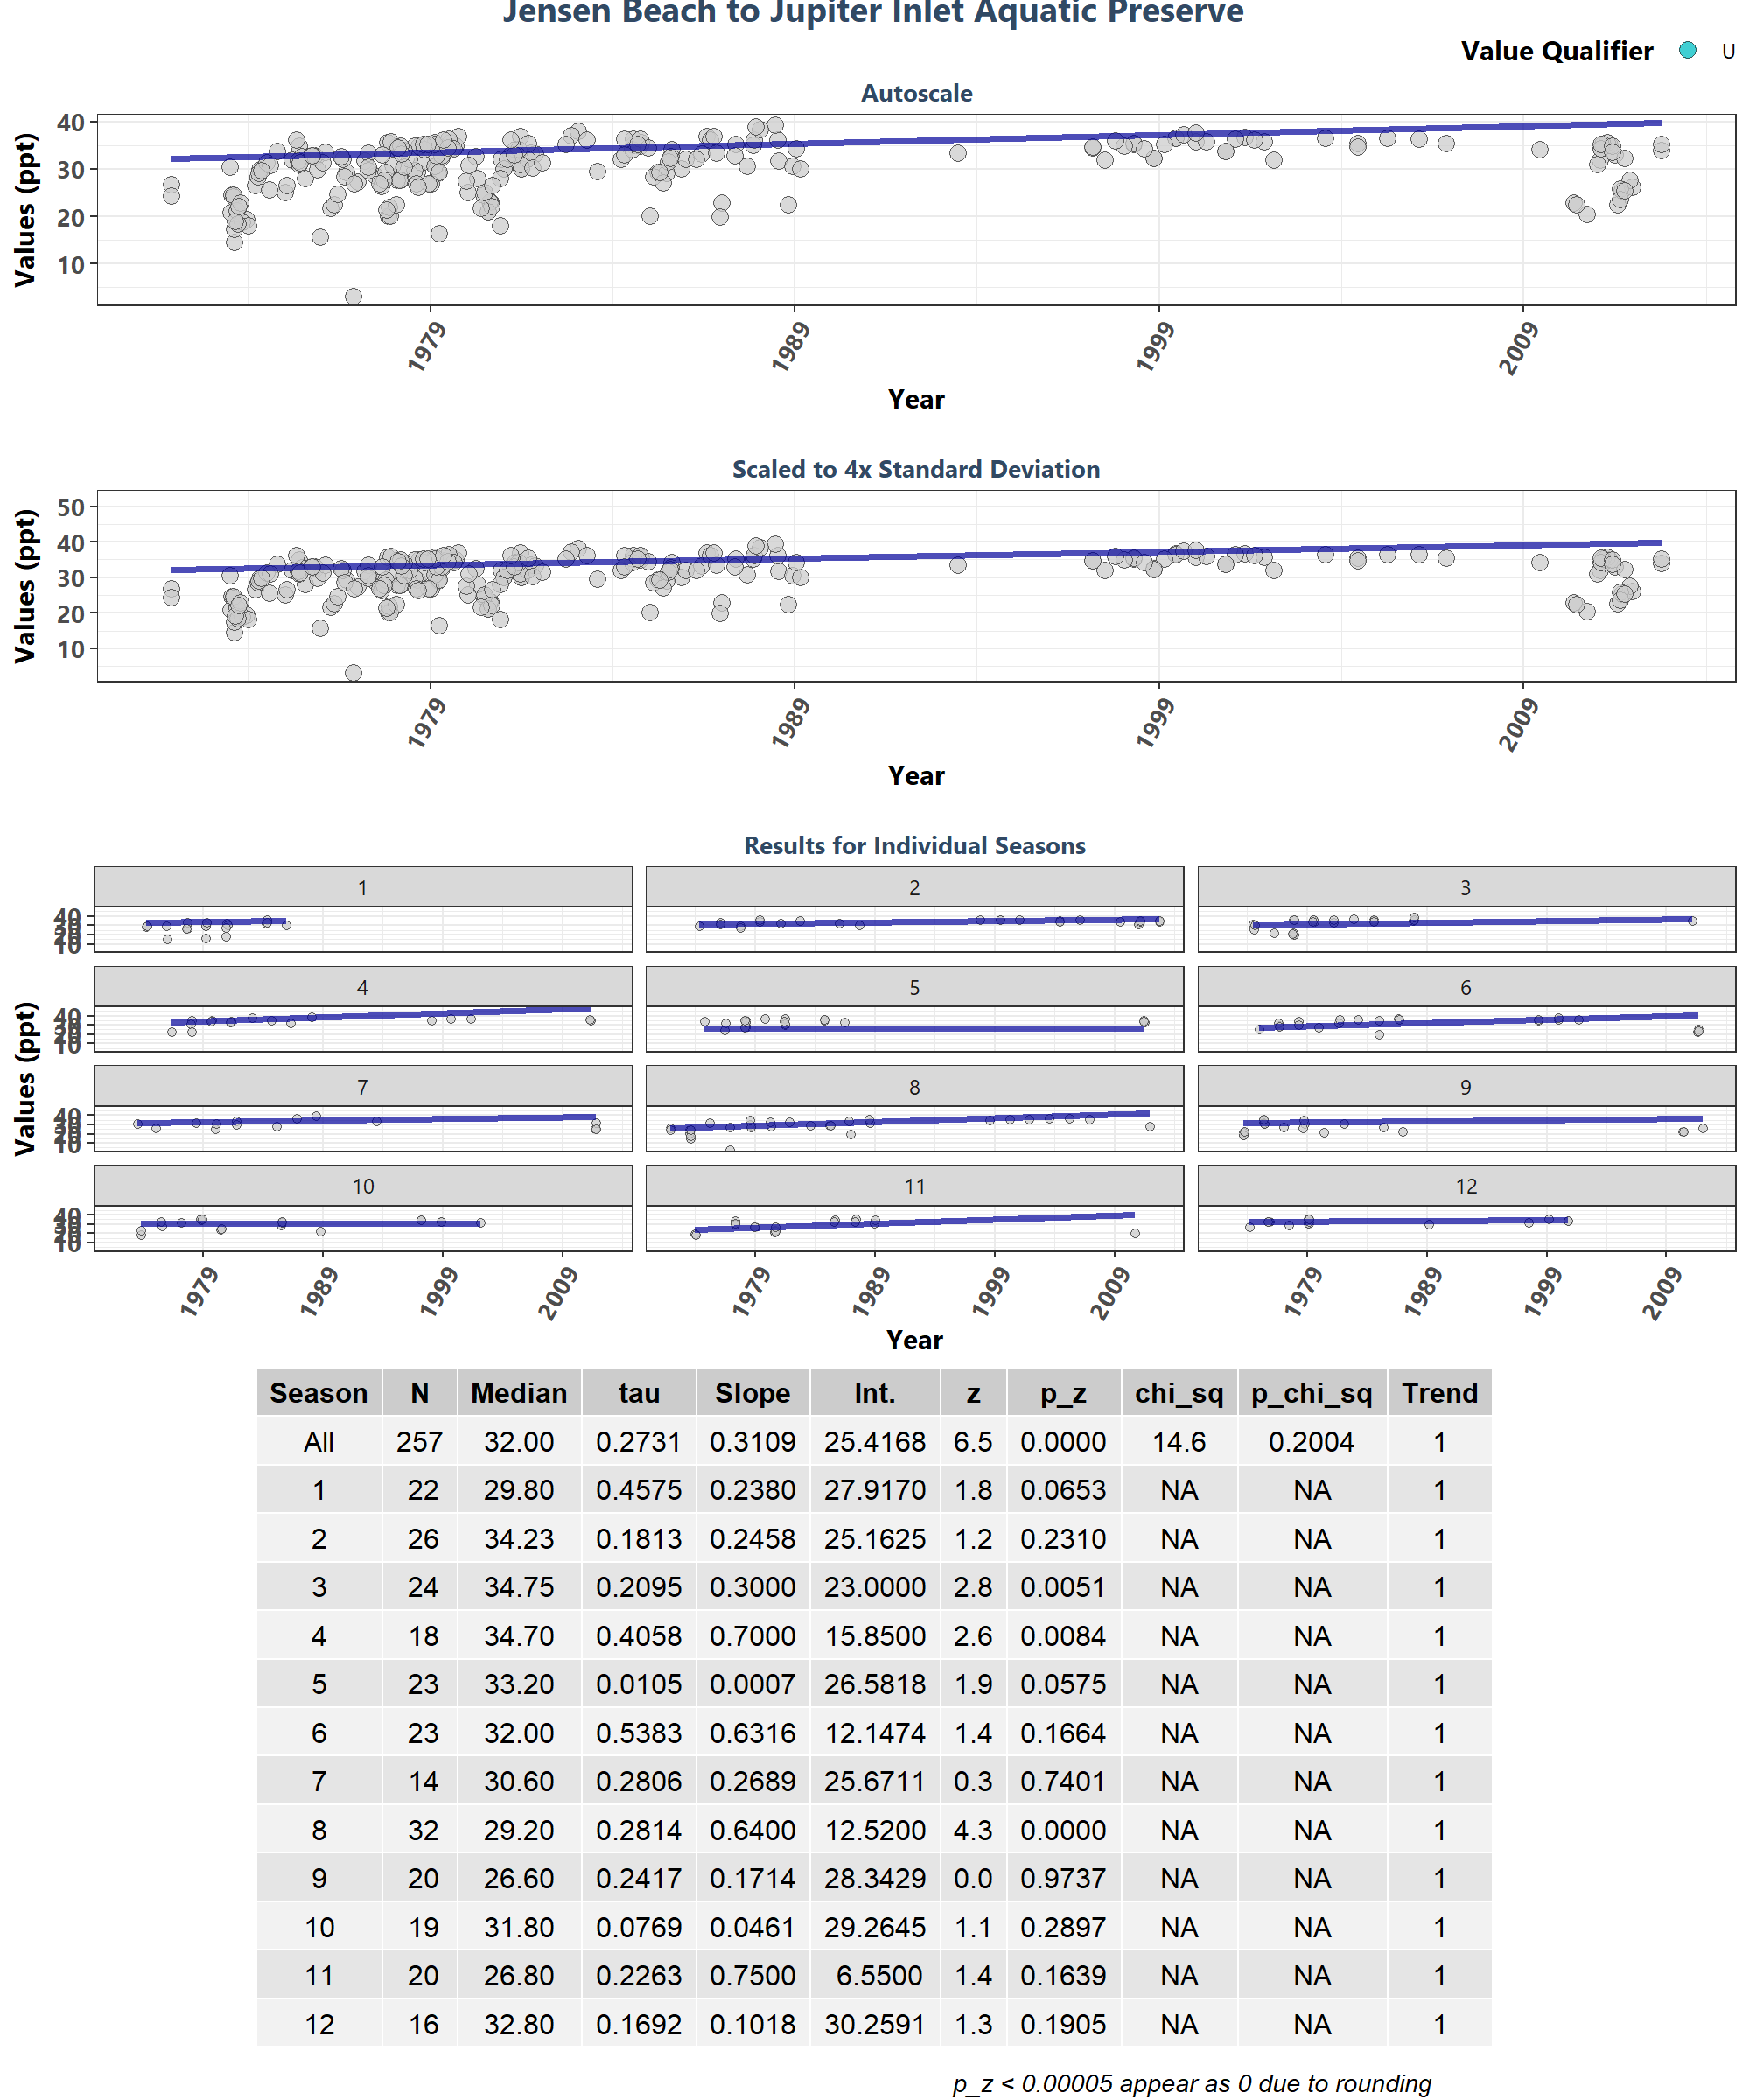 Jensen Beach to Jupiter Inlet Aquatic Preserve
Value Qualifier U
Autoscale
Values (ppt)
40
30
20
10
1979 1989 1999 2009
Year
Scaled to 4x Standard Deviation
Values (ppt)
50
40
30
20
10
1979 1989 1999 2009
Year
Results for Individual Seasons
Values (ppt)
1 2 3
40
30
20
10
4 5 6
40
30
20
10
7 8 9
40
30
20
10
10 11 12
40
30
20
10
1979 1989 1999 2009 1979 1989 1999 2009 1979 1989 1999 2009
Year
Season N Median tau Slope Int. z p_z chi_sq p_chi_sq Trend
All 257 32.00 0.2731 0.3109 25.4168 6.5 0.0000 14.6 0.2004 1
1 22 29.80 0.4575 0.2380 27.9170 1.8 0.0653 NA NA 1
2 26 34.23 0.1813 0.2458 25.1625 1.2 0.2310 NA NA 1
3 24 34.75 0.2095 0.3000 23.0000 2.8 0.0051 NA NA 1
4 18 34.70 0.4058 0.7000 15.8500 2.6 0.0084 NA NA 1
5 23 33.20 0.0105 0.0007 26.5818 1.9 0.0575 NA NA 1
6 23 32.00 0.5383 0.6316 12.1474 1.4 0.1664 NA NA 1
7 14 30.60 0.2806 0.2689 25.6711 0.3 0.7401 NA NA 1
8 32 29.20 0.2814 0.6400 12.5200 4.3 0.0000 NA NA 1
9 20 26.60 0.2417 0.1714 28.3429 0.0 0.9737 NA NA 1
10 19 31.80 0.0769 0.0461 29.2645 1.1 0.2897 NA NA 1
11 20 26.80 0.2263 0.7500 6.5500 1.4 0.1639 NA NA 1
12 16 32.80 0.1692 0.1018 30.2591 1.3 0.1905 NA NA 1
p_z < 0.00005 appear as 0 due to rounding